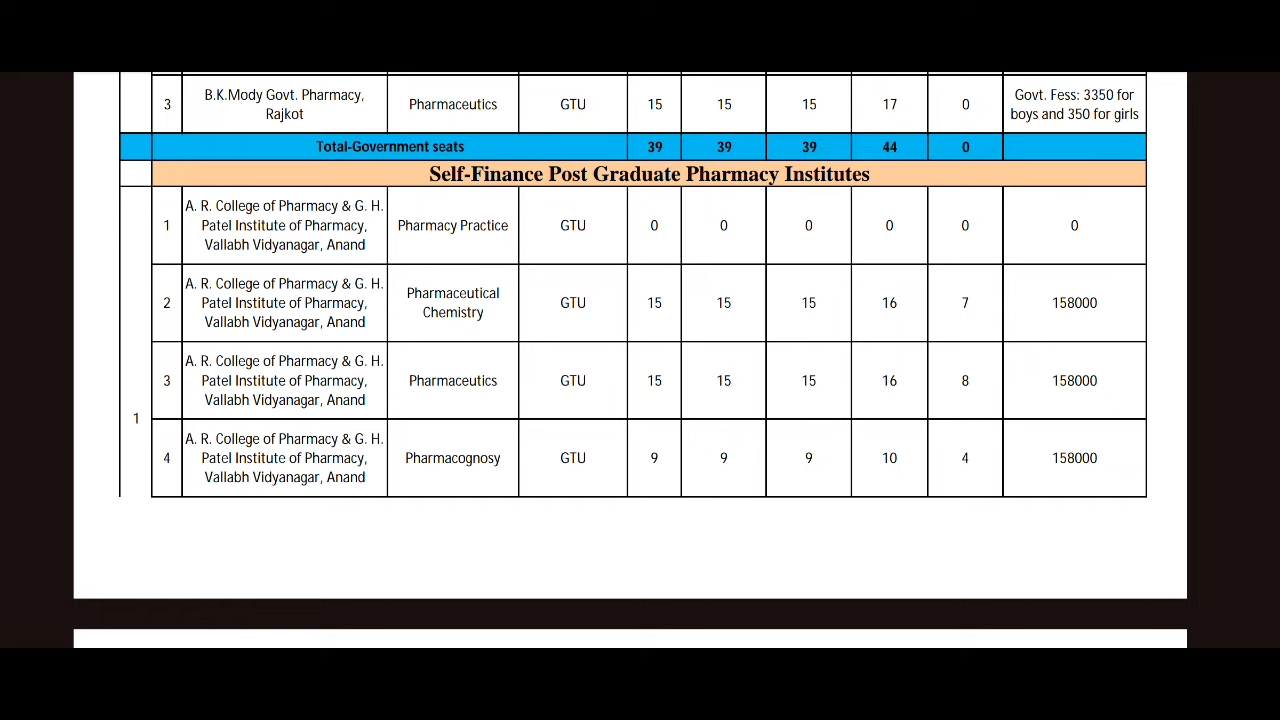 3 B.K.Mody Govt. Pharmacy, Rajkot Pharmaceutics GTU 15 15 15 17 0 Govt. Fess: 3350 for boys and 350 for girls
Total-Government seats 39 39 39 44 0
Self-Finance Post Graduate Pharmacy Institutes
1
1 A. R. College of Pharmacy & G. H. Patel Institute of Pharmacy, Vallabh Vidyanagar, Anand Pharmacy Practice GTU 0 0 0 0 0 0
2 A. R. College of Pharmacy & G. H. Patel Institute of Pharmacy, Vallabh Vidyanagar, Anand Pharmaceutical Chemistry GTU 15 15 15 16 7 158000
3 A. R. College of Pharmacy & G. H. Patel Institute of Pharmacy, Vallabh Vidyanagar, Anand Pharmaceutics GTU 15 15 15 16 8 158000
4 A. R. College of Pharmacy & G. H. Patel Institute of Pharmacy, Vallabh Vidyanagar, Anand Pharmacognosy GTU 9 9 9 10 4 158000